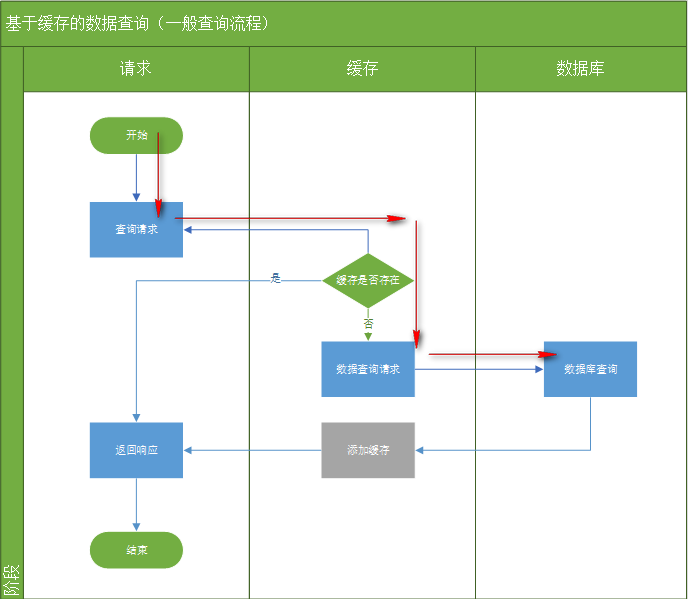 基于缓存的数据查询（一般查询流程）
请求
缓存
数据库
开始
查询请求
缓存是否存在
是
否
数据查询请求
数据库查询
返回响应
添加缓存
结束
阶段